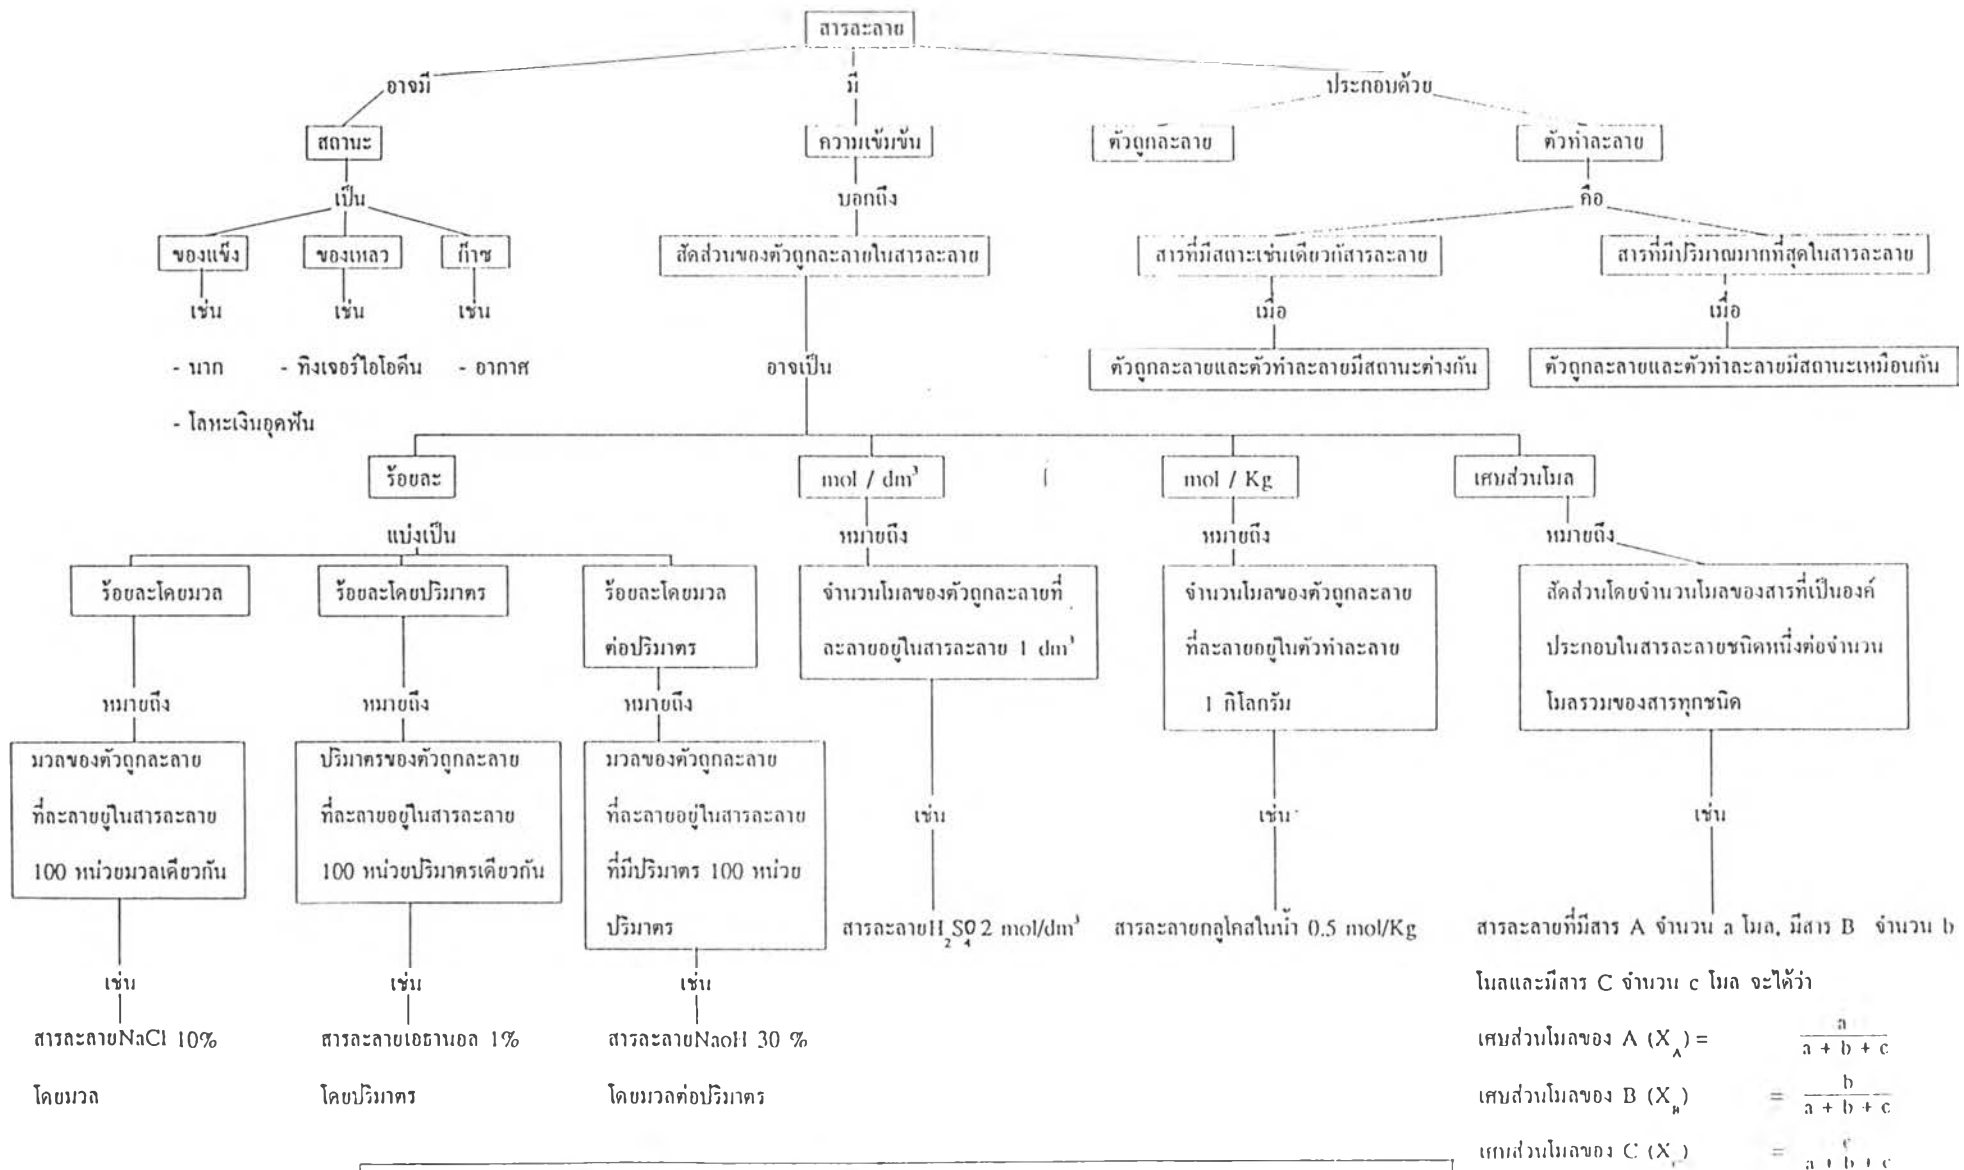 สารละลาย
อาจมี มี ประกอบด้วย
สถานะ ความเข้มข้น ตัวถูกละลาย ตัวทำละลาย
เป็น บอกถึง คือ
ของแข็ง ของเหลว ก๊าซ สัดส่วนของตัวถูกละลายในสารละลาย สารที่มีสถาะเช่นเดียวกัสารละลาย สารที่มีปริมาณมากที่สุดในสารละลาย
เช่น เช่น เช่น เมื่อ เมื่อ
- นาก - ทิงเจอร์ไอโอดีน - อากาศ อาจเป็น ตัวถูกละลายและตัวทำละลายมีสถานะต่างกัน ตัวถูกละลายและตัวทำละลายมีสถานะเหมือนกัน
- โลหะเงินอุดฟัน
ร้อยละ mol / dm³ mol / Kg เศษส่วนโมล
แบ่งเป็น หมายถึง หมายถึง หมายถึง
ร้อยละโดยมวล ร้อยละโดยปริมาตร
ร้อยละโดยมวล
ต่อปริมาตร
จำนวนโมลของตัวถูกละลายที่
ละลายอยู่ในสารละลาย 1 dm³
จำนวนโมลของตัวถูกละลาย
ที่ละลายอยู่ในตัวทำละลาย
1 กิโลกรัม
สัดส่วนโดยจำนวนโมลของสารที่เป็นองค์
ประกอบในสารละลายชนิดหนึ่งต่อจำนวน
โมลรวมของสารทุกชนิด
หมายถึง หมายถึง หมายถึง
มวลของตัวถูกละลาย
ที่ละลายยู่ในสารละลาย
100 หน่วยมวลเดียวกัน
ปริมาตรของตัวถูกละลาย
ที่ละลายอยู่ในสารละลาย
100 หน่วยปริมาตรเดียวกัน
มวลของตัวถูกละลาย
ที่ละลายอยู่ในสารละลาย
ที่มีปริมาตร 100 หน่วย
ปริมาตร
เช่น เช่น เช่น
สารละลายH₂SO₄ 2 mol/dm³ สารละลายกลูโคสในน้ำ 0.5 mol/Kg
สารละลายที่มีสาร A จำนวน a โมล, มีสาร B จำนวน b
โมลและมีสาร C จำนวน c โมล จะได้ว่า
เศษส่วนโมลของ A (X_A) = a / (a + b + c)
เศษส่วนโมลของ B (X_B) = b / (a + b + c)
เศษส่วนโมลของ C (X_C) = c / (a + b + c)
เช่น เช่น เช่น
สารละลายNaCl 10%
โดยมวล
สารละลายเอธานอล 1%
โดยปริมาตร
สารละลายNaoH 30 %
โดยมวลต่อปริมาตร